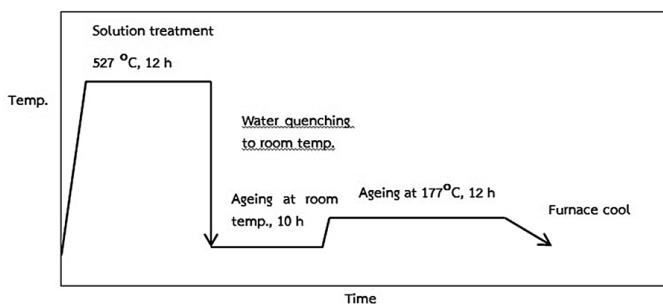 Solution treatment
527 °C, 12 h
Temp.
Water quenching
to room temp.
Ageing at room
temp., 10 h
Ageing at 177°C, 12 h
Furnace cool
Time